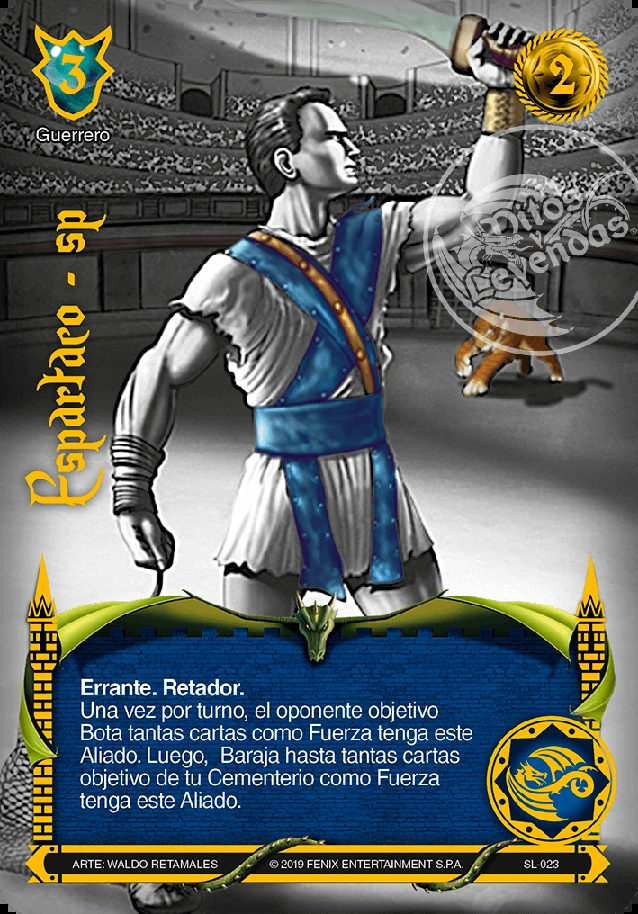 3
2
Guerrero
Mitos
y
Leyendas
Espartaco - sp
Errante. Retador.
Una vez por turno, el oponente objetivo
Bota tantas cartas como Fuerza tenga este
Aliado. Luego, Baraja hasta tantas cartas
objetivo de tu Cementerio como Fuerza
tenga este Aliado.
ARTE: WALDO RETAMALES
© 2019 FENIX ENTERTAINMENT S.P.A.
SL 023